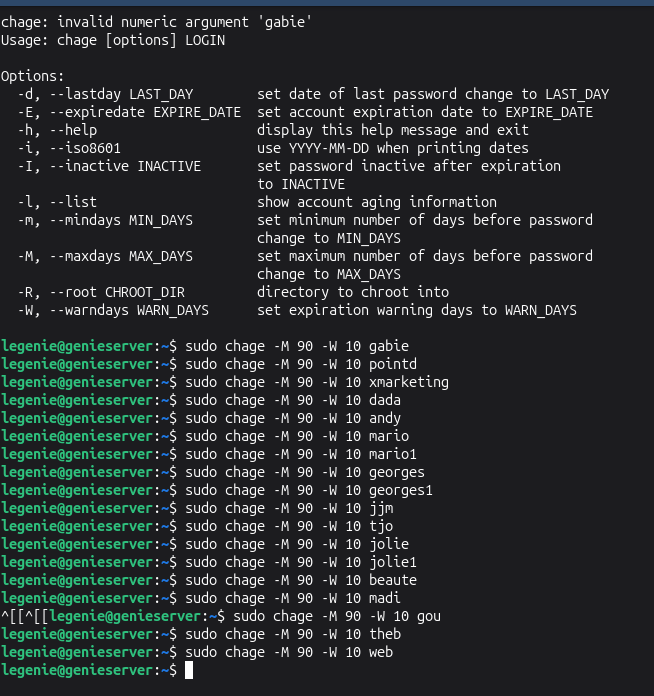 chage: invalid numeric argument 'gabie'
Usage: chage [options] LOGIN

Options:
  -d, --lastday LAST_DAY        set date of last password change to LAST_DAY
  -E, --expiredate EXPIRE_DATE  set account expiration date to EXPIRE_DATE
  -h, --help                    display this help message and exit
  -i, --iso8601                 use YYYY-MM-DD when printing dates
  -I, --inactive INACTIVE       set password inactive after expiration
                                to INACTIVE
  -l, --list                    show account aging information
  -m, --mindays MIN_DAYS        set minimum number of days before password
                                change to MIN_DAYS
  -M, --maxdays MAX_DAYS        set maximum number of days before password
                                change to MAX_DAYS
  -R, --root CHROOT_DIR         directory to chroot into
  -W, --warndays WARN_DAYS      set expiration warning days to WARN_DAYS

legenie@genieserver:~$ sudo chage -M 90 -W 10 gabie
legenie@genieserver:~$ sudo chage -M 90 -W 10 pointd
legenie@genieserver:~$ sudo chage -M 90 -W 10 xmarketing
legenie@genieserver:~$ sudo chage -M 90 -W 10 dada
legenie@genieserver:~$ sudo chage -M 90 -W 10 andy
legenie@genieserver:~$ sudo chage -M 90 -W 10 mario
legenie@genieserver:~$ sudo chage -M 90 -W 10 mario1
legenie@genieserver:~$ sudo chage -M 90 -W 10 georges
legenie@genieserver:~$ sudo chage -M 90 -W 10 georges1
legenie@genieserver:~$ sudo chage -M 90 -W 10 jjm
legenie@genieserver:~$ sudo chage -M 90 -W 10 tjo
legenie@genieserver:~$ sudo chage -M 90 -W 10 jolie
legenie@genieserver:~$ sudo chage -M 90 -W 10 jolie1
legenie@genieserver:~$ sudo chage -M 90 -W 10 beaute
legenie@genieserver:~$ sudo chage -M 90 -W 10 madi
^[[^[[legenie@genieserver:~$ sudo chage -M 90 -W 10 gou
legenie@genieserver:~$ sudo chage -M 90 -W 10 theb
legenie@genieserver:~$ sudo chage -M 90 -W 10 web
legenie@genieserver:~$